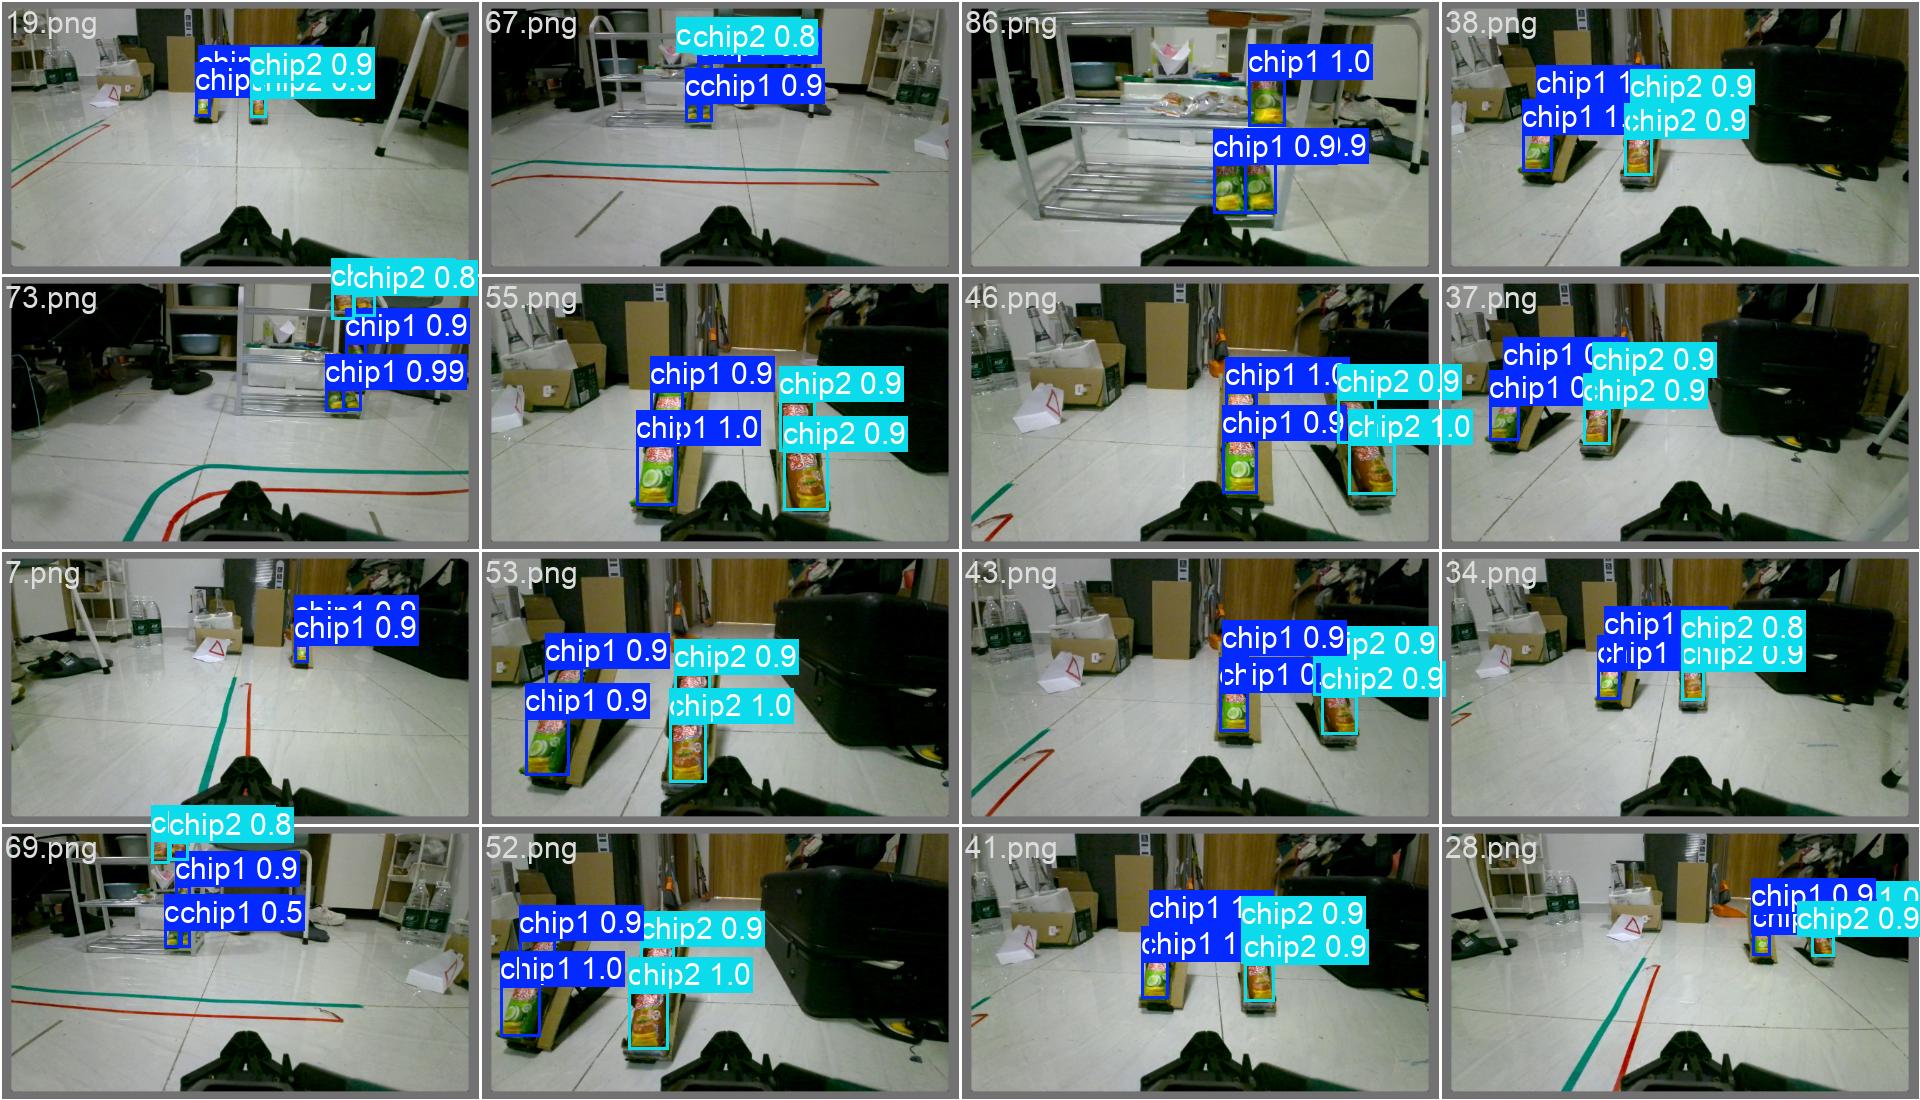 19.png
chip
chip
chip2 0.9
chip2 0.9
67.png
c
chip2 0.8
c
chip1 0.9
86.png
chip1 1.0
chip1 0.9
0.9
38.png
chip1 1
chip2 0.9
chip1 1.
chip2 0.9
73.png
chip2 0.8
chip1 0.9
chip1 0.99
55.png
chip1 0.9
chip2 0.9
chip1 1.0
chip2 0.9
46.png
chip1 1.0
chip2 0.9
chip1 0.9
chip2 1.0
37.png
chip1 0
chip2 0.9
chip1 0
chip2 0.9
7.png
chip1 0.9
chip1 0.9
53.png
chip1 0.9
chip2 0.9
chip1 0.9
chip2 1.0
43.png
chip1 0.9
ip2 0.9
chip1 0.
chip2 0.9
34.png
chip1
chip2 0.8
chip1
chip2 0.9
69.png
c
chip2 0.8
chip1 0.9
c
chip1 0.5
52.png
chip1 0.9
chip2 0.9
chip1 1.0
chip2 1.0
41.png
chip1 1
chip2 0.9
chip1 1
chip2 0.9
28.png
chip1 0.9
1.0
chip
chip2 0.9